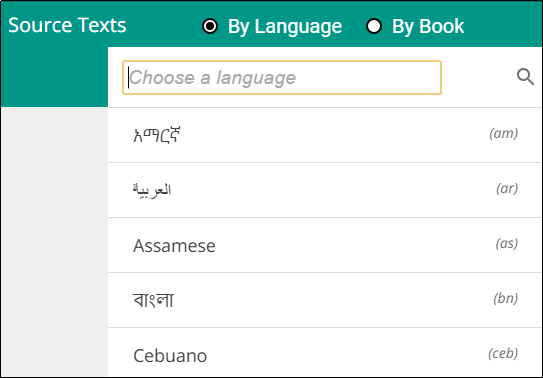 Source Texts By Language By Book
Choose a language
አማርኛ (am)
العربية (ar)
Assamese (as)
বাংলা (bn)
Cebuano (ceb)